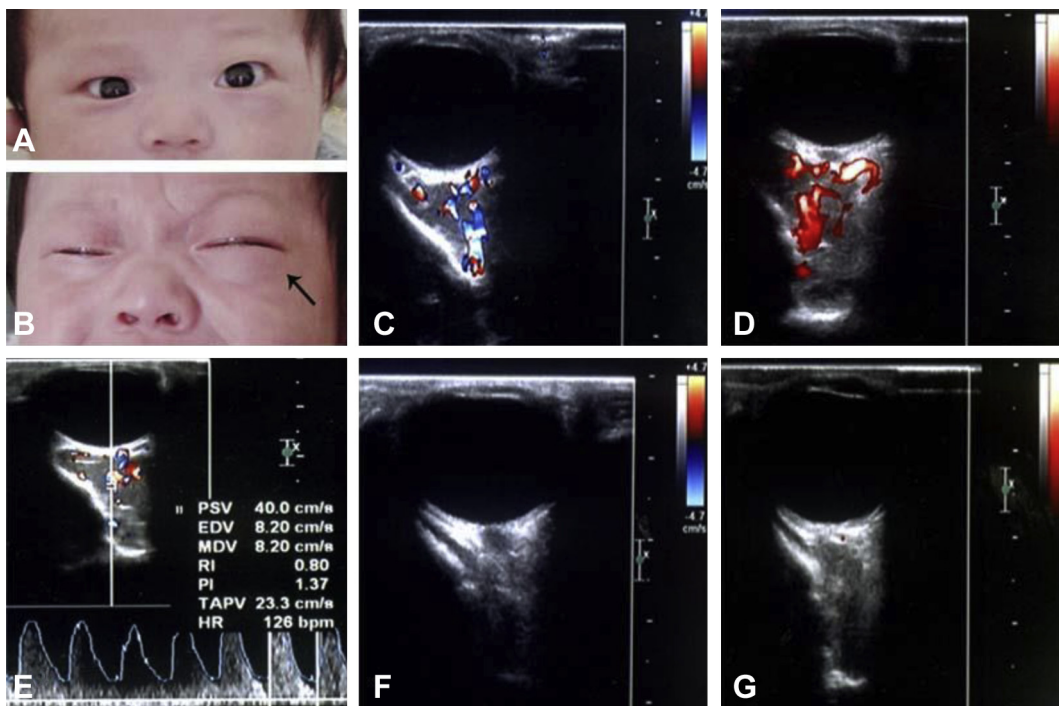 A
B
+4.7
-4.7
cm/s
X
C
X
D
X
PSV 40.0 cm/s
EDV 8.20 cm/s
MDV 8.20 cm/s
RI 0.80
PI 1.37
TAPV 23.3 cm/s
HR 126 bpm
E
+4.7
-4.7
cm/s
X
F
X
G